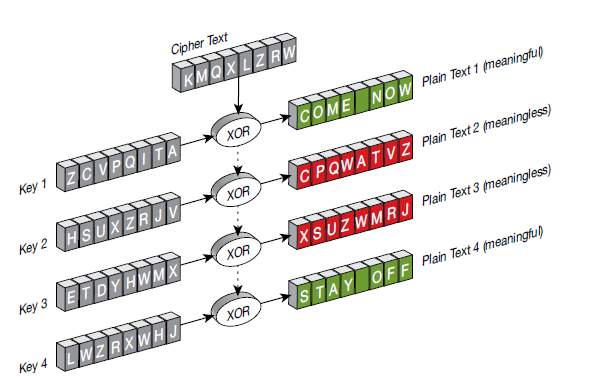 Cipher Text
KMQXLZRW
Plain Text 1 (meaningful)
COME NOW
XOR
Key 1
ZCVPQITA
Plain Text 2 (meaningless)
CPQWATVZ
XOR
Key 2
HSUXZRJV
Plain Text 3 (meaningless)
XSUZWMRJ
XOR
Key 3
ETDYHWMX
Plain Text 4 (meaningful)
STAY OFF
XOR
Key 4
LWZRXWHJ